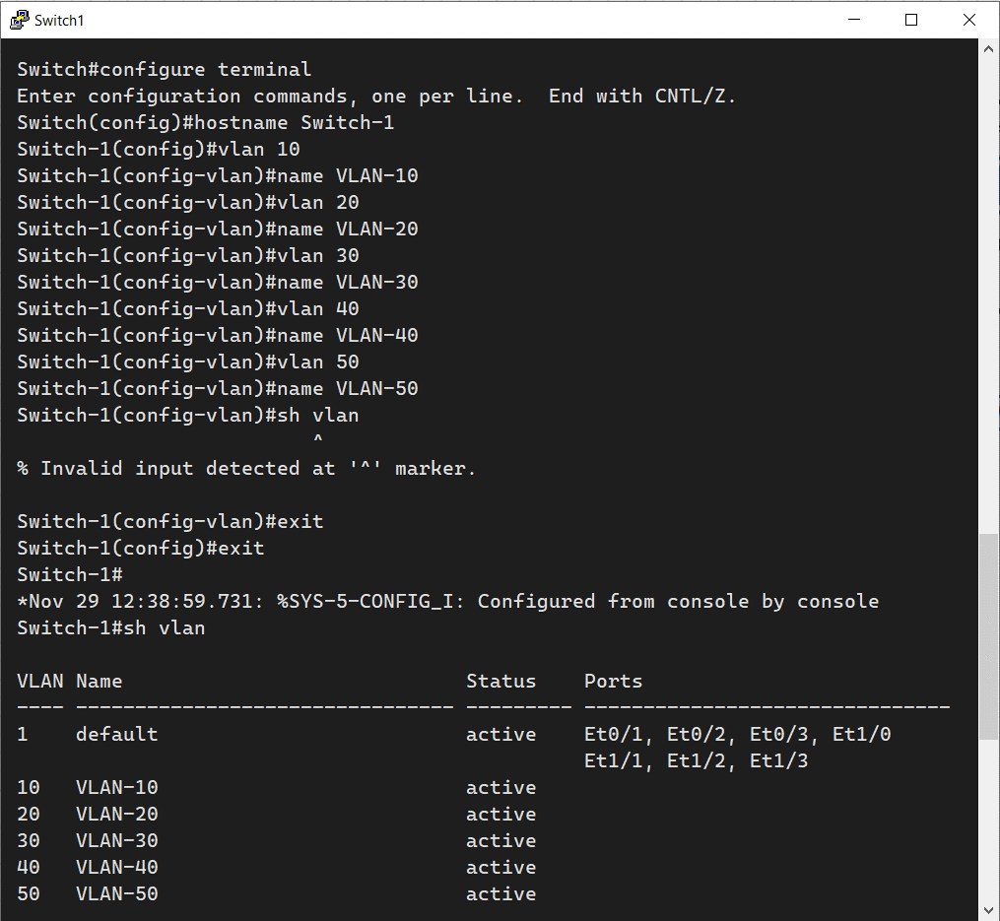 Switch1
Switch#configure terminal
Enter configuration commands, one per line.  End with CNTL/Z.
Switch(config)#hostname Switch-1
Switch-1(config)#vlan 10
Switch-1(config-vlan)#name VLAN-10
Switch-1(config-vlan)#vlan 20
Switch-1(config-vlan)#name VLAN-20
Switch-1(config-vlan)#vlan 30
Switch-1(config-vlan)#name VLAN-30
Switch-1(config-vlan)#vlan 40
Switch-1(config-vlan)#name VLAN-40
Switch-1(config-vlan)#vlan 50
Switch-1(config-vlan)#name VLAN-50
Switch-1(config-vlan)#sh vlan
                         ^
% Invalid input detected at '^' marker.

Switch-1(config-vlan)#exit
Switch-1(config)#exit
Switch-1#
*Nov 29 12:38:59.731: %SYS-5-CONFIG_I: Configured from console by console
Switch-1#sh vlan

VLAN Name                             Status    Ports
---- -------------------------------- --------- -------------------------------
1    default                          active    Et0/1, Et0/2, Et0/3, Et1/0
                                                Et1/1, Et1/2, Et1/3
10   VLAN-10                          active
20   VLAN-20                          active
30   VLAN-30                          active
40   VLAN-40                          active
50   VLAN-50                          active